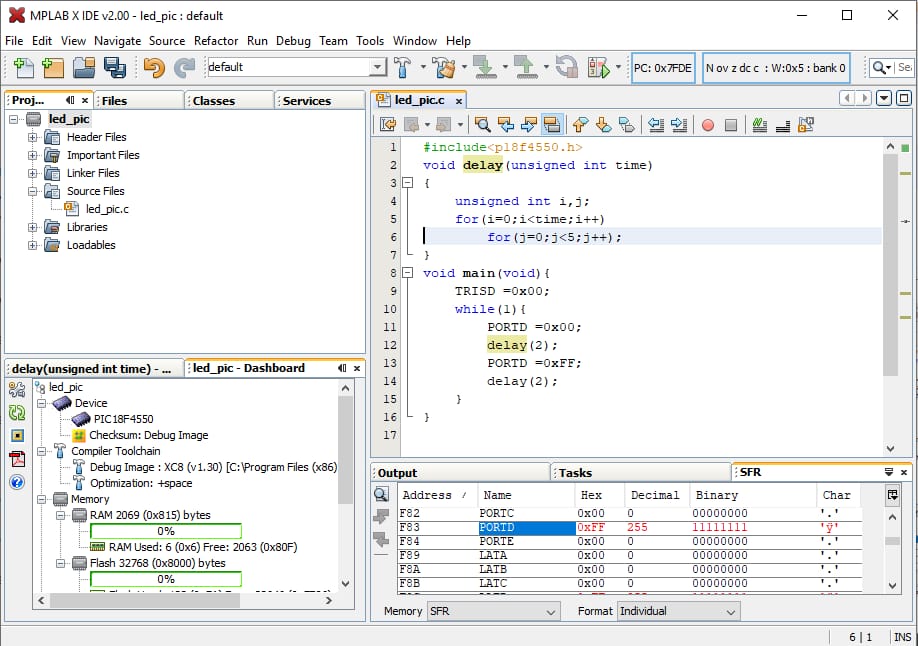 MPLAB X IDE v2.00 - led_pic : default
File Edit View Navigate Source Refactor Run Debug Team Tools Window Help
default
PC: 0x7FDE
N ov z dc c : W:0x5 : bank 0
Se
Proj...
Files
Classes
Services
led_pic
Header Files
Important Files
Linker Files
Source Files
led_pic.c
Libraries
Loadables
led_pic.c
1 #include<p18f4550.h>
2 void delay(unsigned int time)
3 {
4 unsigned int i,j;
5 for(i=0;i<time;i++)
6 for(j=0;j<5;j++);
7 }
8 void main(void){
9 TRISD =0x00;
10 while(1){
11 PORTD =0x00;
12 delay(2);
13 PORTD =0xFF;
14 delay(2);
15 }
16 }
17
delay(unsigned int time) - ...
led_pic - Dashboard
led_pic
Device
PIC18F4550
Checksum: Debug Image
Compiler Toolchain
Debug Image : XC8 (v1.30) [C:\Program Files (x86)
Optimization: +space
Memory
RAM 2069 (0x815) bytes
0%
RAM Used: 6 (0x6) Free: 2063 (0x80F)
Flash 32768 (0x8000) bytes
0%
Output
Tasks
SFR
Address / Name Hex Decimal Binary Char
F82 PORTC 0x00 0 00000000 '.'
F83 PORTD 0xFF 255 11111111 'ÿ'
F84 PORTE 0x00 0 00000000 '.'
F89 LATA 0x00 0 00000000 '.'
F8A LATB 0x00 0 00000000 '.'
F8B LATC 0x00 0 00000000 '.'
Memory SFR Format Individual
6 | 1 INS